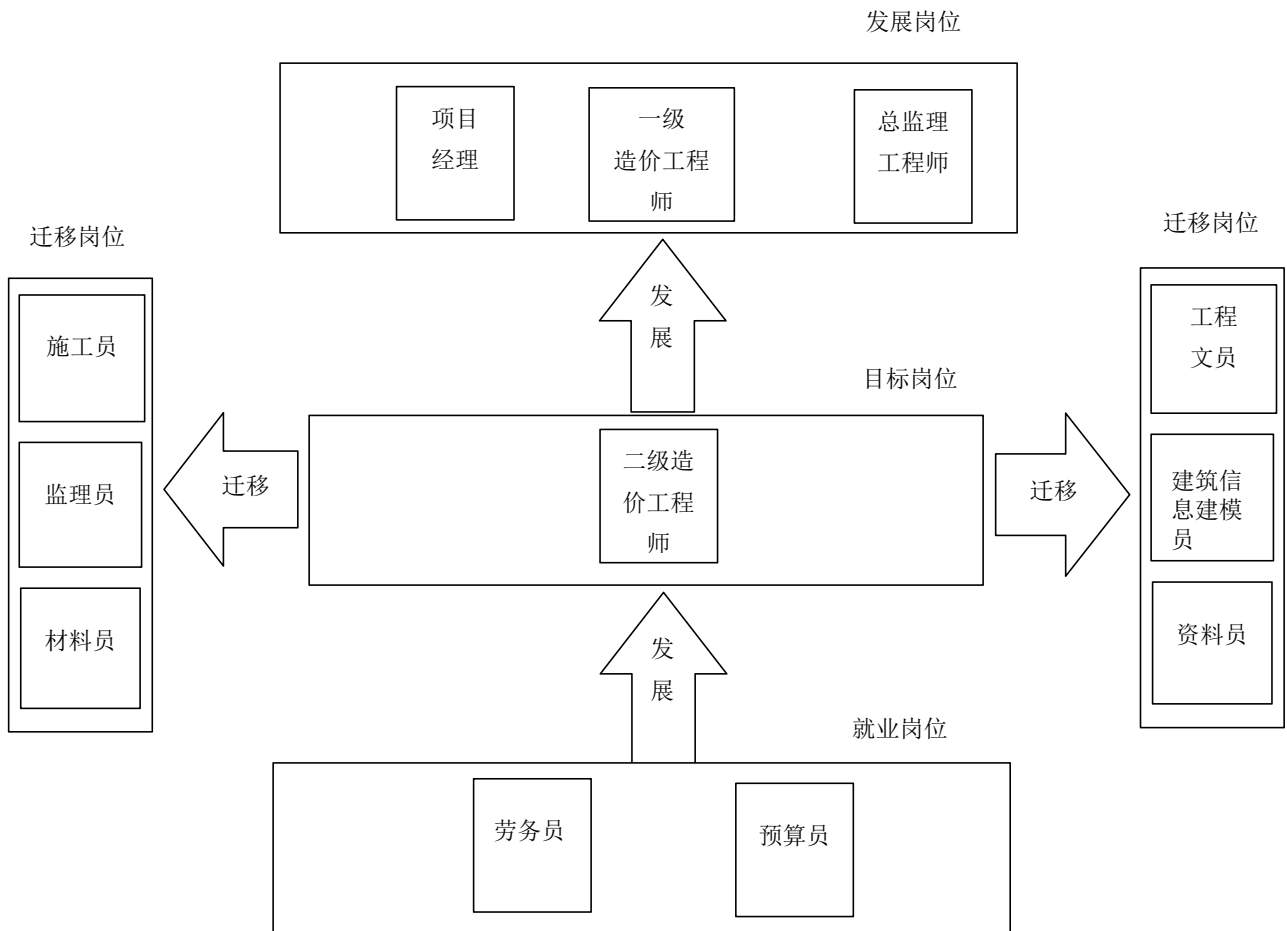 发展岗位
项目
经理
一级
造价工程
师
总监理
工程师
迁移岗位
迁移岗位
施工员
监理员
材料员
发
展
工程
文员
建筑信
息建模
员
资料员
目标岗位
迁移
二级造
价工程
师
迁移
发
展
就业岗位
劳务员
预算员